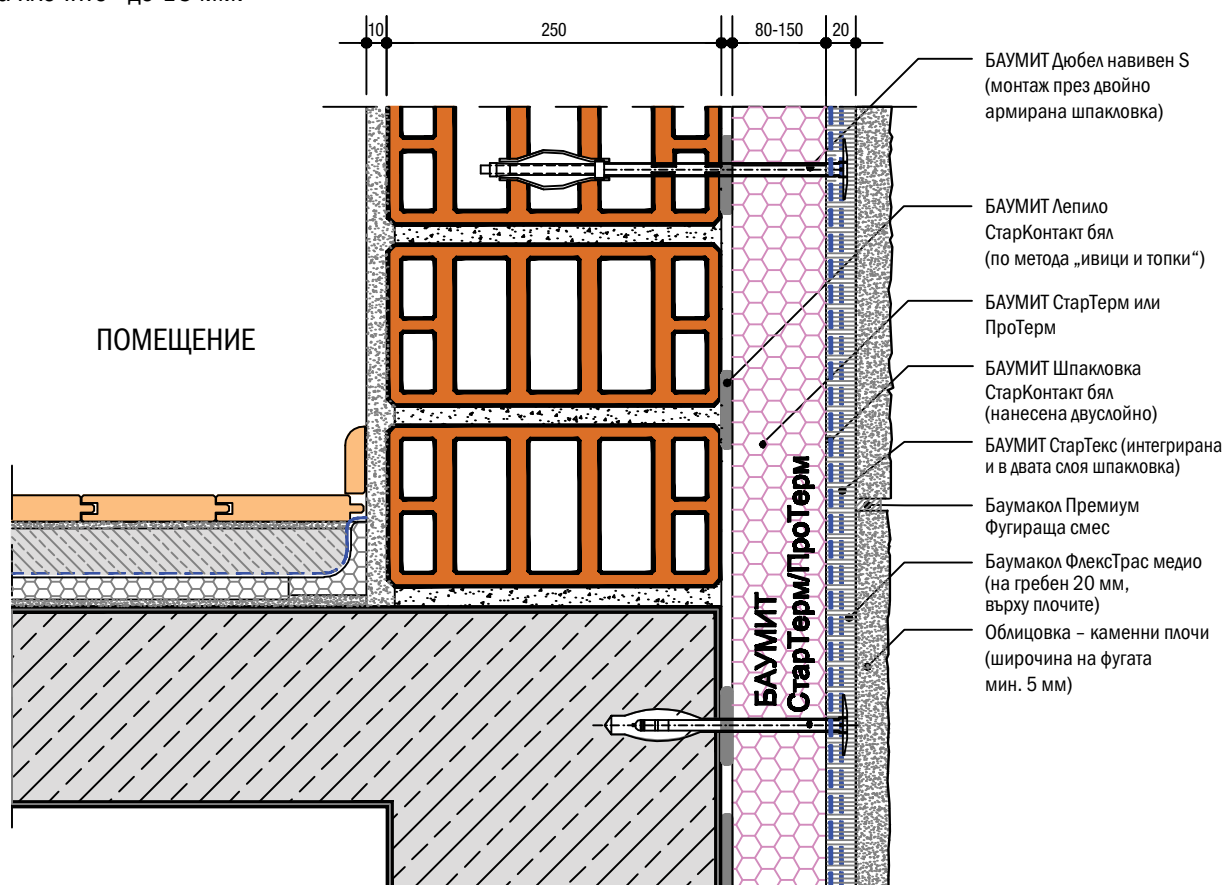 до
10
250
80-150
20
БАУМИТ Дюбел навивен S
(монтаж през двойно
армирана шпакловка)
БАУМИТ Лепило
СтарКонтакт бял
(по метода „ивици и топки“)
ПОМЕЩЕНИЕ
БАУМИТ СтарТерм или
ПроТерм
БАУМИТ Шпакловка
СтарКонтакт бял
(нанесена двуслойно)
БАУМИТ СтарТекс (интегрирана
и в двата слоя шпакловка)
Баумакол Премиум
Фугираща смес
Баумакол ФлексТрас медио
(на гребен 20 мм,
върху плочите)
Облицовка – каменни плочи
(широчина на фугата
мин. 5 мм)
БАУМИТ
СтарТерм/ПроТерм